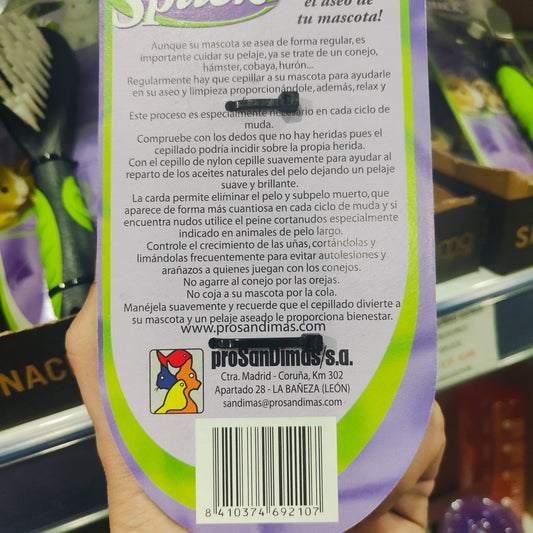 el aseo de
tu mascota!
Aunque su mascota se asea de forma regular, es
importante cuidar su pelaje, ya se trate de un conejo,
hámster, cobaya, hurón...
Regularmente hay que cepillar a su mascota para ayudarle
en su aseo y limpieza proporcionándole, además, relax y
Este proceso es especialmente necesario en cada ciclo de
muda.
Compruebe con los dedos que no hay heridas pues el
cepillado podría incidir sobre la propia herida.
Con el cepillo de nylon cepille suavemente para ayudar al
reparto de los aceites naturales del pelo dejando un pelaje
suave y brillante.
La carda permite eliminar el pelo y subpelo muerto, que
aparece de forma más cuantiosa en cada ciclo de muda y si
encuentra nudos utilice el peine cortanudos especialmente
indicado en animales de pelo largo.
Controle el crecimiento de las uñas, cortándolas y
limándolas frecuentemente para evitar autolesiones y
arañazos a quienes juegan con los conejos.
No agarre al conejo por las orejas.
No coja a su mascota por la cola.
Manéjela suavemente y recuerde que el cepillado divierte a
su mascota y un pelaje aseado le proporciona bienestar.
www.prosandimas.com
proSanDimas s.a.
Ctra. Madrid - Coruña, Km 302
Apartado 28 - LA BAÑEZA (LEÓN)
sandimas@prosandimas.com
8 410374 692107
NAC